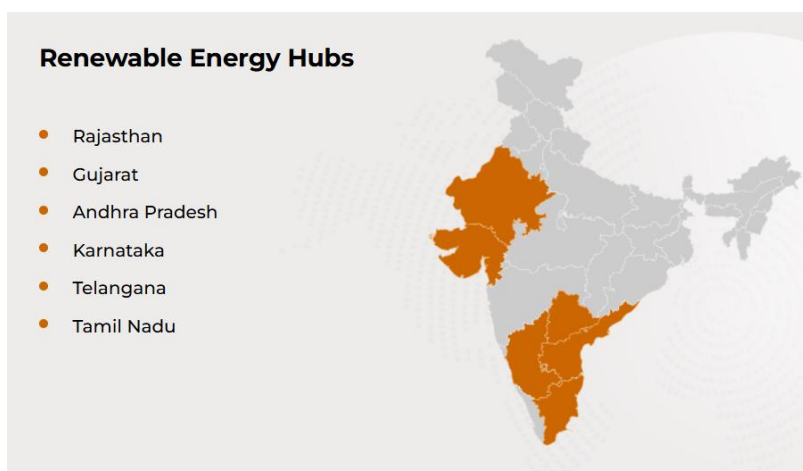 Renewable Energy Hubs
Rajasthan
Gujarat
Andhra Pradesh
Karnataka
Telangana
Tamil Nadu